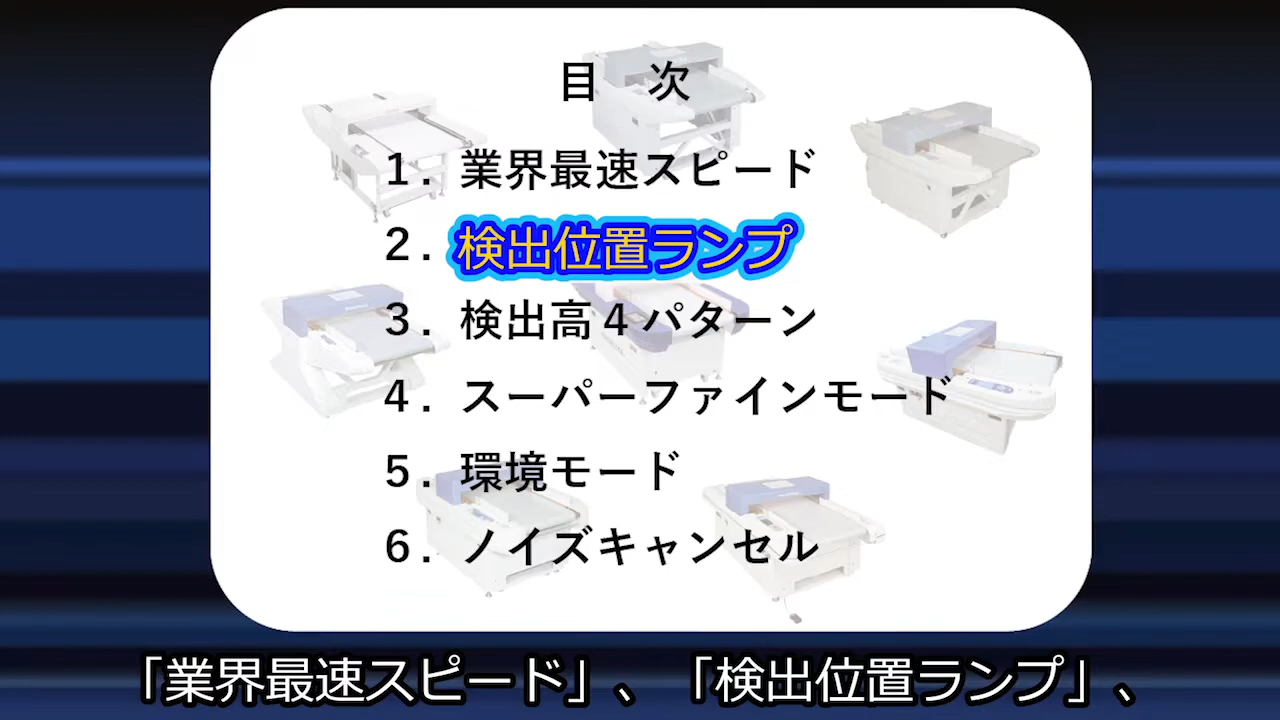 目　次
1．業界最速スピード
2．検出位置ランプ
3．検出高４パターン
4．スーパーファインモード
5．環境モード
6．ノイズキャンセル
「業界最速スピード」、「検出位置ランプ」、